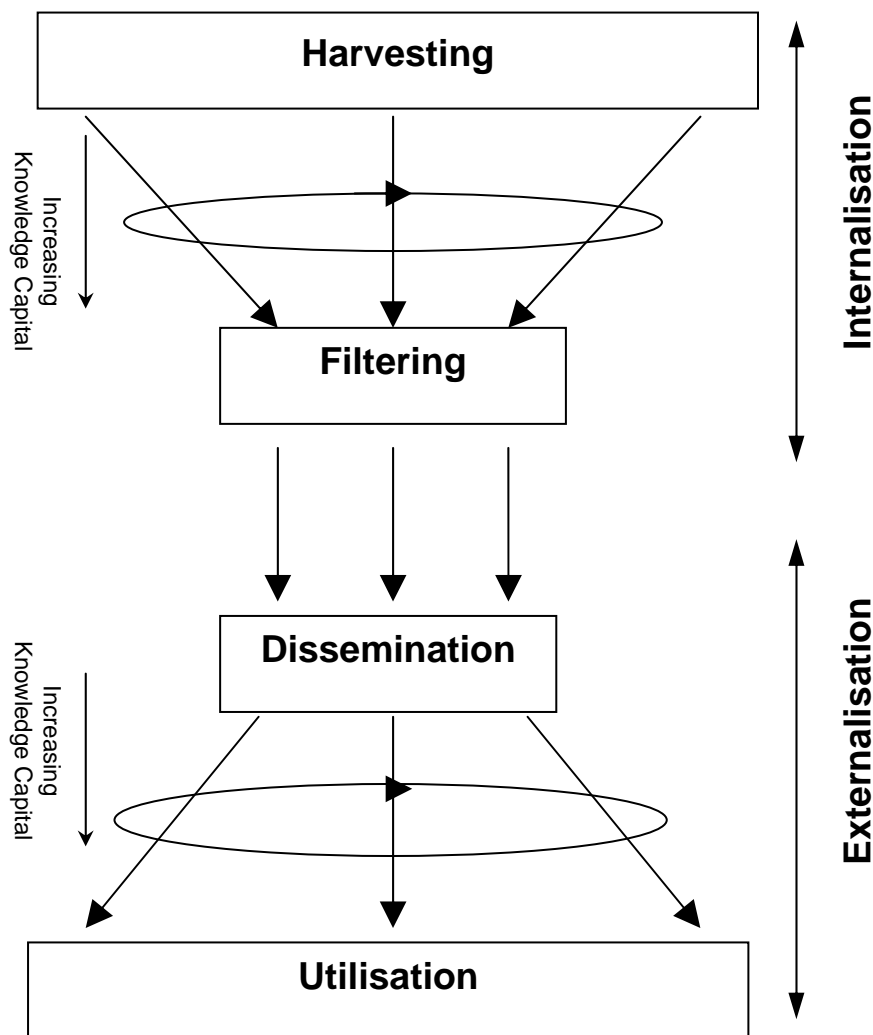 Harvesting
Increasing
Knowledge Capital
Internalisation
Filtering
Dissemination
Increasing
Knowledge Capital
Externalisation
Utilisation